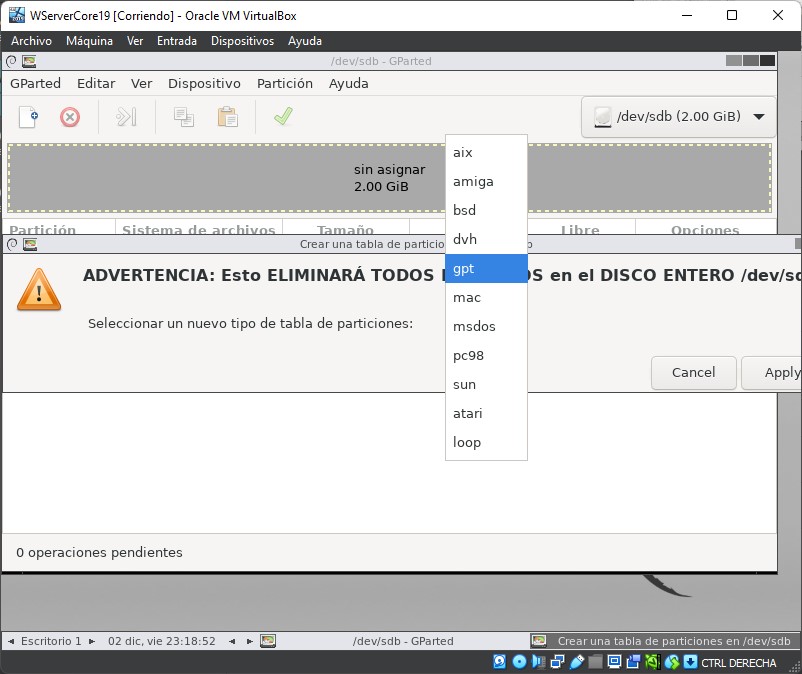 WServerCore19 [Corriendo] - Oracle VM VirtualBox
Archivo Máquina Ver Entrada Dispositivos Ayuda
/dev/sdb - GParted
GParted Editar Ver Dispositivo Partición Ayuda
/dev/sdb (2.00 GiB)
sin asignar
2.00 GiB
Partición Sistema de archivos Tamaño Libre Opciones
Crear una tabla de particio
ADVERTENCIA: Esto ELIMINARÁ TODOS OS en el DISCO ENTERO /dev/sd
Seleccionar un nuevo tipo de tabla de particiones:
aix
amiga
bsd
dvh
gpt
mac
msdos
pc98
sun
atari
loop
Cancel Apply
0 operaciones pendientes
Escritorio 1 02 dic, vie 23:18:52 /dev/sdb - GParted Crear una tabla de particiones en /dev/sdb
CTRL DERECHA